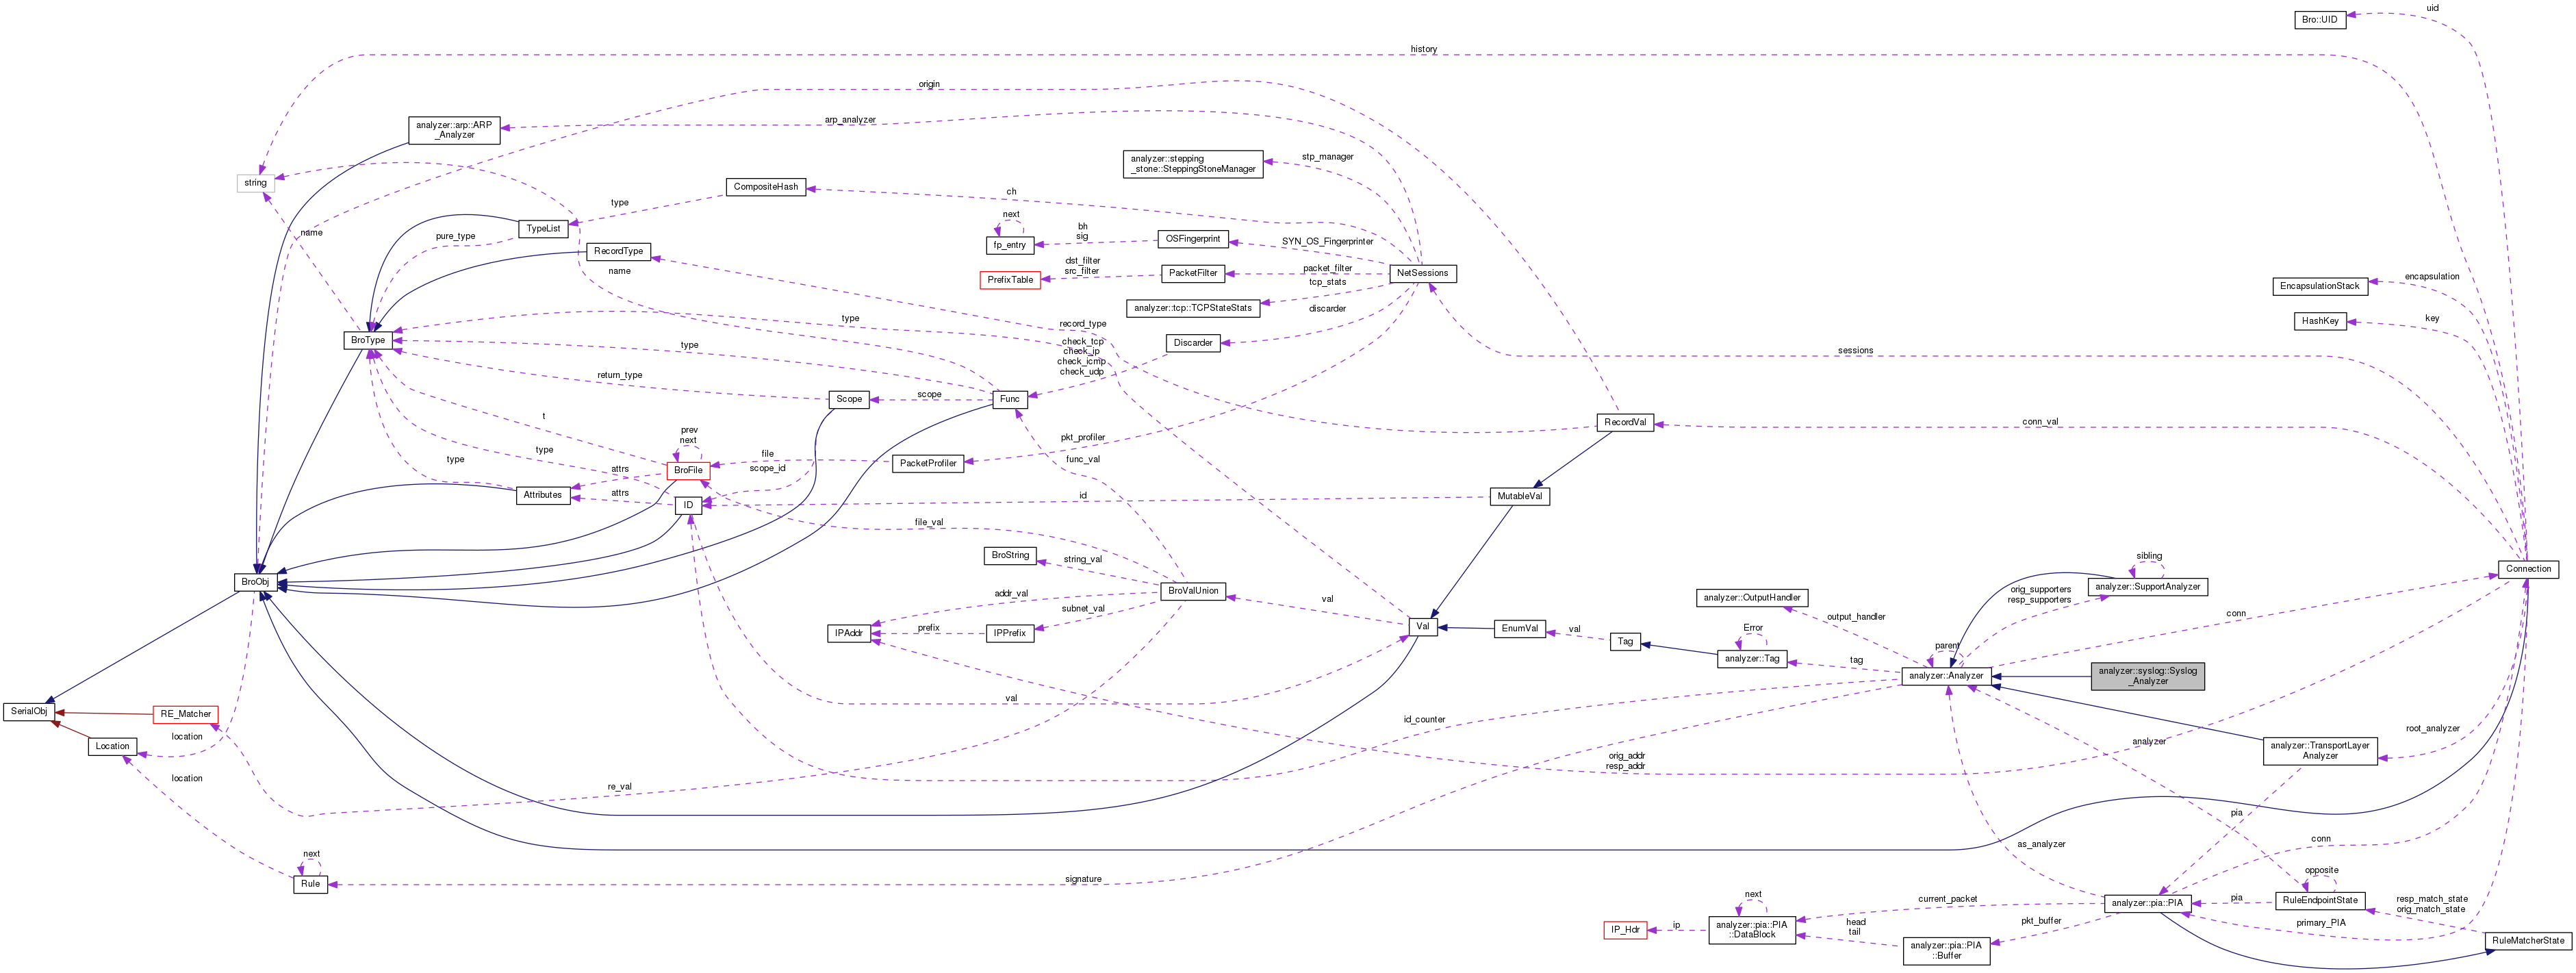 uid
Bro::UID
history
origin
arp_analyzer
analyzer::arp::ARP
_Analyzer
stp_manager
analyzer::stepping
_stone::SteppingStoneManager
string
CompositeHash
ch
type
next
TypeList
bh
sig
OSFingerprint
SYN_OS_Fingerprinter
fp_entry
name
pure_type
RecordType
name
dst_filter
src_filter
PrefixTable
PacketFilter
packet_filter
NetSessions
tcp_stats
encapsulation
EncapsulationStack
analyzer::tcp::TCPStateStats
discarder
HashKey
key
type
record_type
BroType
type
check_tcp
check_ip
check_icmp
check_udp
Discarder
sessions
return_type
Scope
scope
Func
t
prev
next
RecordVal
conn_val
type
file
pkt_profiler
func_val
PacketProfiler
type
attrs
BroFile
scope_id
Attributes
attrs
ID
id
MutableVal
file_val
BroString
string_val
sibling
BroObj
addr_val
BroValUnion
analyzer::SupportAnalyzer
Connection
orig_supporters
resp_supporters
analyzer::OutputHandler
subnet_val
val
output_handler
conn
IPAddr
prefix
IPPrefix
Val
EnumVal
val
Tag
Error
parent
analyzer::Tag
tag
analyzer::Analyzer
analyzer::syslog::Syslog
_Analyzer
val
SerialObj
RE_Matcher
id_counter
location
Location
root_analyzer
analyzer
analyzer::TransportLayer
Analyzer
orig_addr
resp_addr
location
re_val
pia
conn
as_analyzer
next
Rule
signature
opposite
next
current_packet
analyzer::pia::PIA
pia
RuleEndpointState
resp_match_state
orig_match_state
IP_Hdr
ip
analyzer::pia::PIA
::DataBlock
head
tail
pkt_buffer
primary_PIA
analyzer::pia::PIA
::Buffer
RuleMatcherState